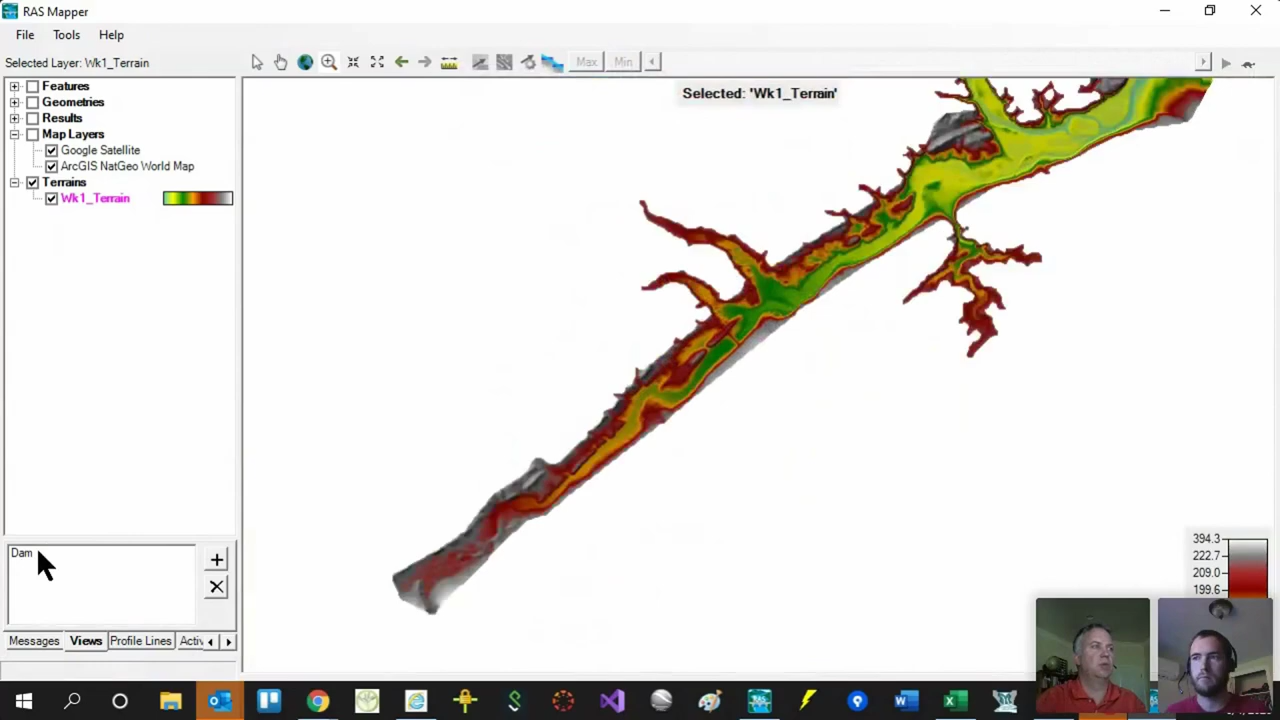 RAS Mapper
File Tools Help
Selected Layer: Wk1_Terrain
Max Min
Selected: 'Wk1_Terrain'
Features
Geometries
Results
Map Layers
Google Satellite
ArcGIS NatGeo World Map
Terrains
Wk1_Terrain
394.3
222.7
209.0
199.6
Dam
Messages Views Profile Lines Activ